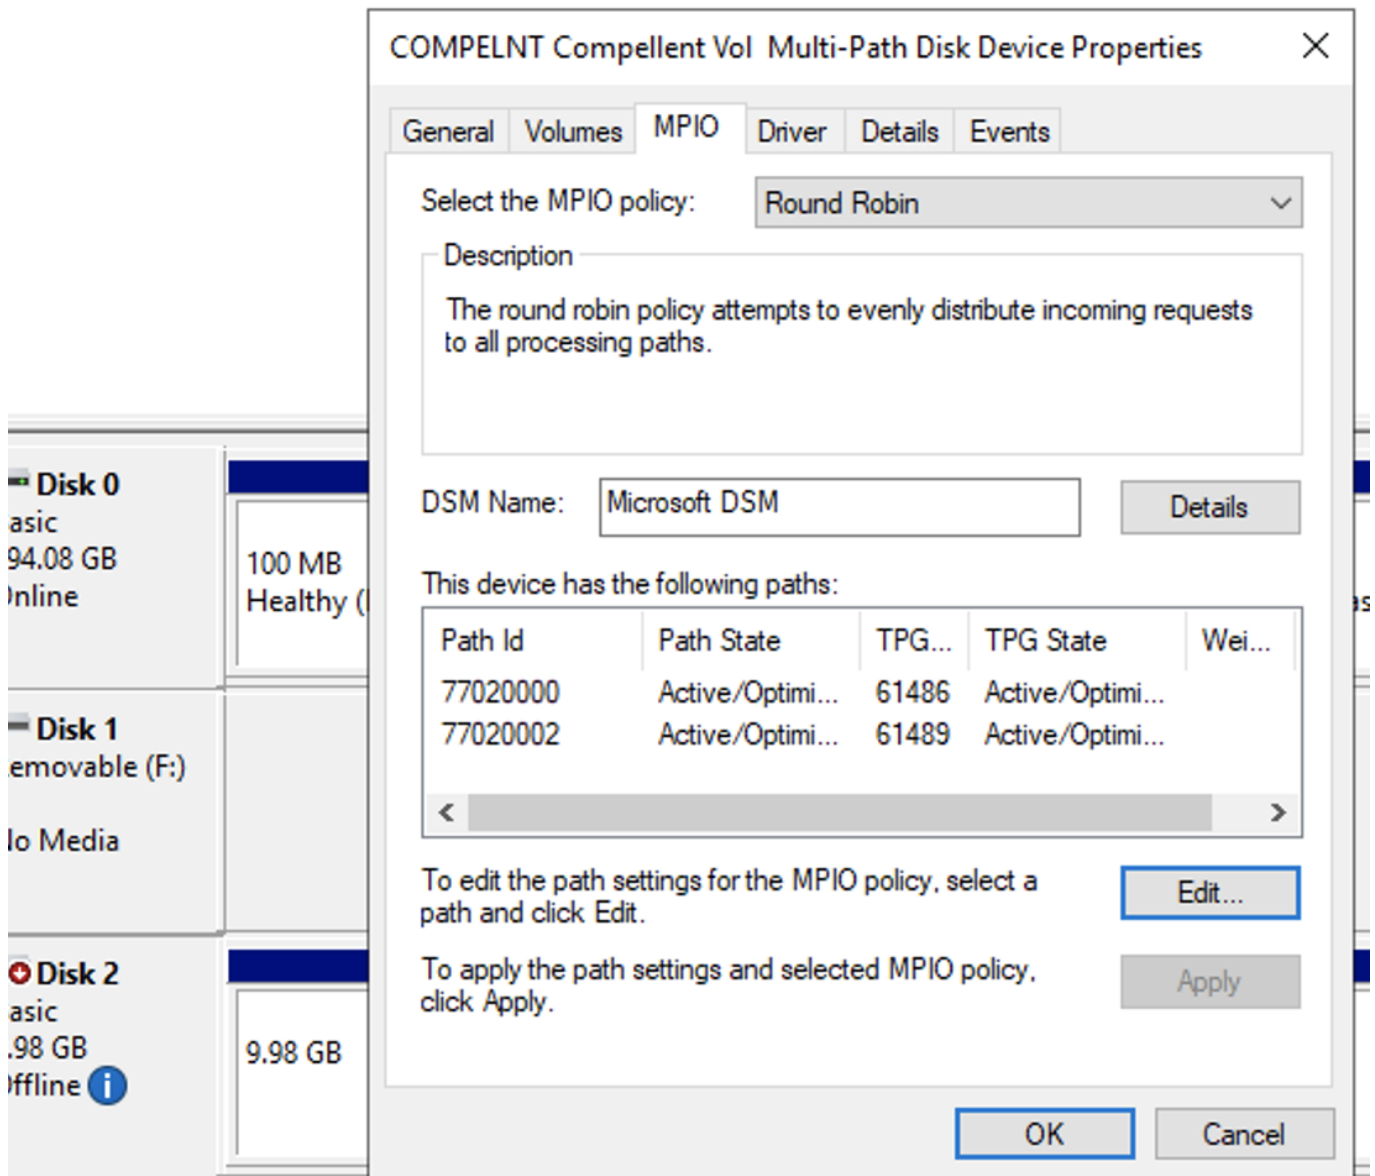 COMPELNT Compellent Vol  Multi-Path Disk Device Properties
General Volumes MPIO Driver Details Events
Select the MPIO policy: Round Robin
Description
The round robin policy attempts to evenly distribute incoming requests
to all processing paths.
DSM Name: Microsoft DSM Details
This device has the following paths:
Path Id Path State TPG... TPG State Wei...
77020000 Active/Optimi... 61486 Active/Optimi...
77020002 Active/Optimi... 61489 Active/Optimi...
To edit the path settings for the MPIO policy, select a
path and click Edit.
Edit...
To apply the path settings and selected MPIO policy,
click Apply.
Apply
OK Cancel
Disk 0
asic
94.08 GB
nline
100 MB
Healthy (
Disk 1
emovable (F:)
o Media
Disk 2
asic
.98 GB
ffline
9.98 GB